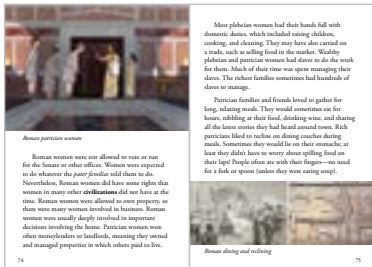 Roman patrician woman
Roman women were not allowed to vote or run
for the Senate or other offices. Women were expected
to do whatever the pater familias told them to do.
Nevertheless, Roman women did have some rights that
women in many other civilizations did not have at the
time. Roman women were allowed to own property, so
there were many women involved in business. Roman
women were usually deeply involved in important
decisions involving the home. Patrician women were
often moneylenders or landlords, meaning they owned
and managed properties in which others paid to live.
74
Most plebeian women had their hands full with
domestic duties, which included raising children,
cooking, and cleaning. They may have also carried on
a trade, such as selling food in the market. Wealthy
plebeian and patrician women had slaves to do the work
for them. Much of their time was spent managing their
slaves. The richest families sometimes had hundreds of
slaves to manage.
Patrician families and friends loved to gather for
long, relaxing meals. They would sometimes eat for
hours, nibbling at their food, drinking wine, and sharing
all the latest stories they had heard around town. Rich
patricians liked to recline on dining couches during
meals. Sometimes they would lie on their stomachs; at
least they didn't have to worry about spilling food on
their laps! People often ate with their fingers—no need
for a fork or spoon (unless they were eating soup).
Roman dining and reclining
75